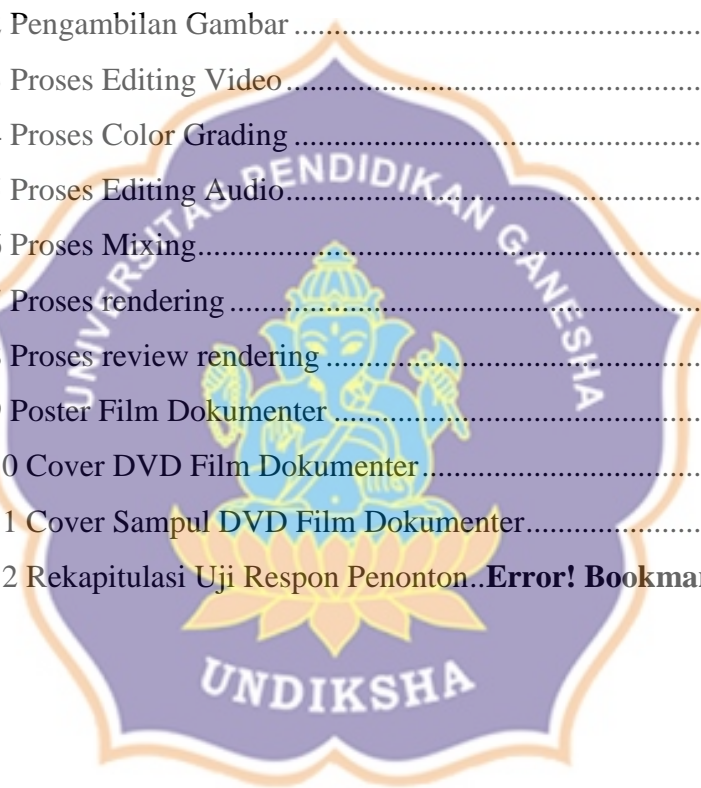 Pengambilan Gambar ..................................................
Proses Editing Video..................................................
Proses Color Grading ..................................................
Proses Editing Audio..................................................
Proses Mixing..................................................
Proses rendering ..................................................
Proses review rendering ..................................................
Poster Film Dokumenter ..................................................
0 Cover DVD Film Dokumenter..................................................
1 Cover Sampul DVD Film Dokumenter.........................
2 Rekapitulasi Uji Respon Penonton..Error! Bookmar
UNIVERSITAS PENDIDIKAN GANESHA
UNDIKSHA